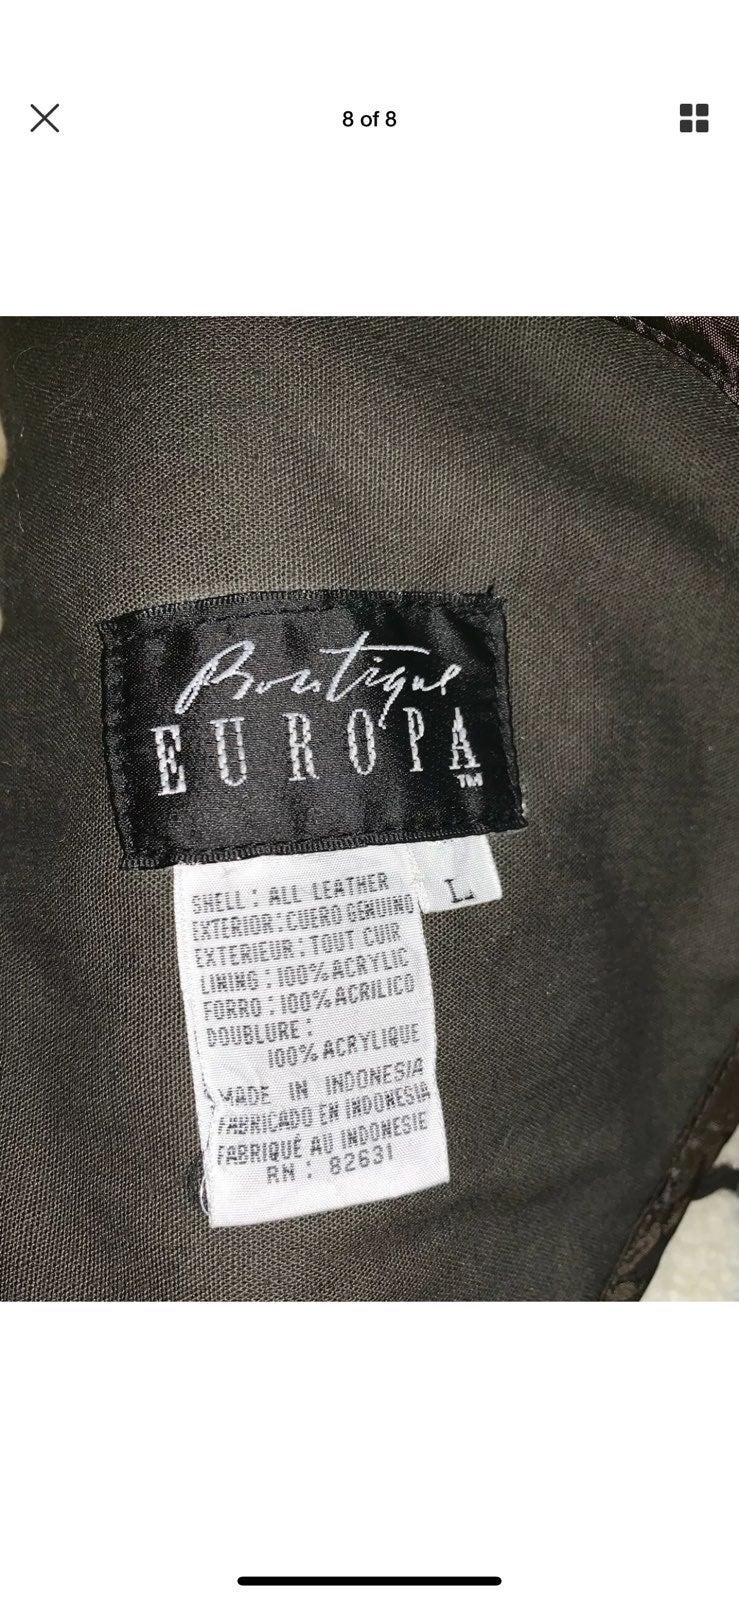 8 of 8
Boutique
EUROPA
TM
L
SHELL: ALL LEATHER
EXTERIOR: CUERO GENUINO
EXTERIEUR: TOUT CUIR
LINING: 100% ACRYLIC
FORRO: 100% ACRILICO
DOUBLURE:
100% ACRYLIQUE
MADE IN INDONESIA
FABRICADO EN INDONESIA
FABRIQUÉ AU INDONESIE
RN: 82631